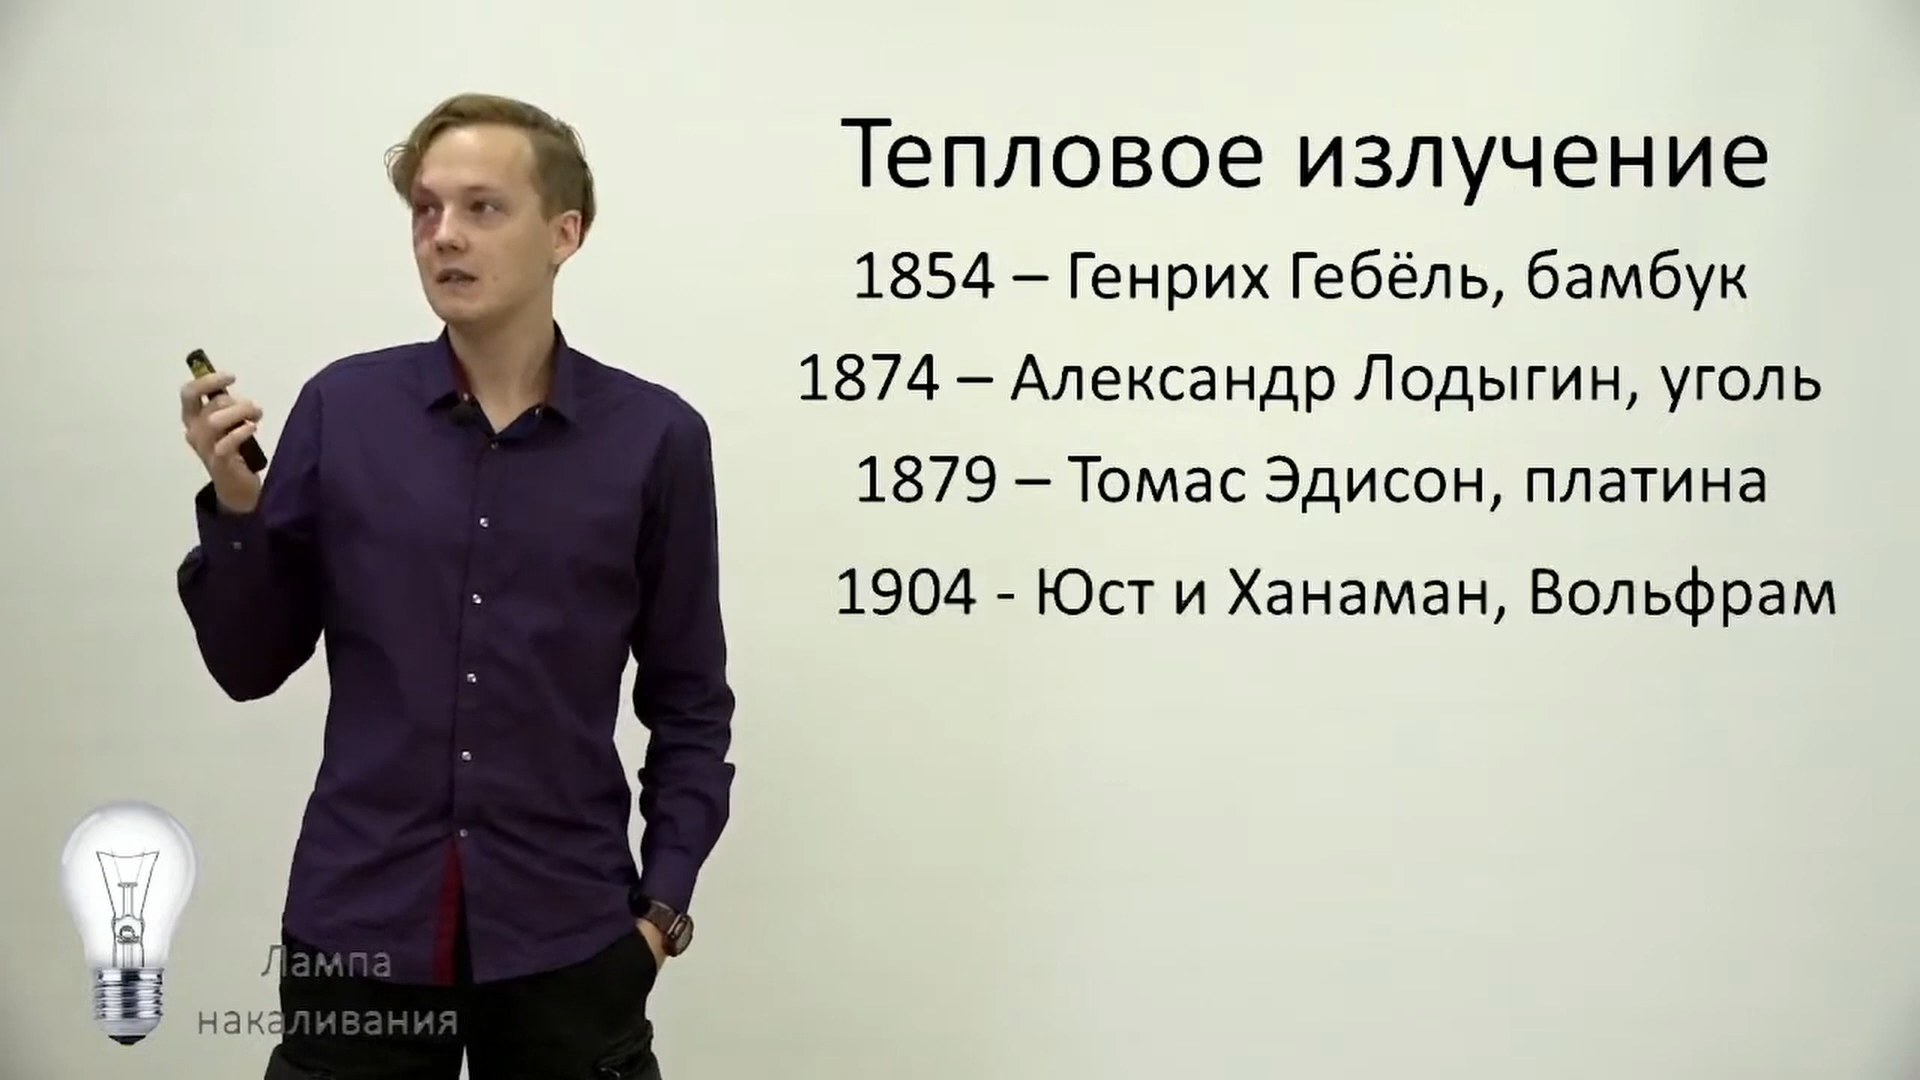 Тепловое излучение
1854 – Генрих Гебёль, бамбук
1874 – Александр Лодыгин, уголь
1879 – Томас Эдисон, платина
1904 - Юст и Ханаман, Вольфрам
Лампа
накаливания